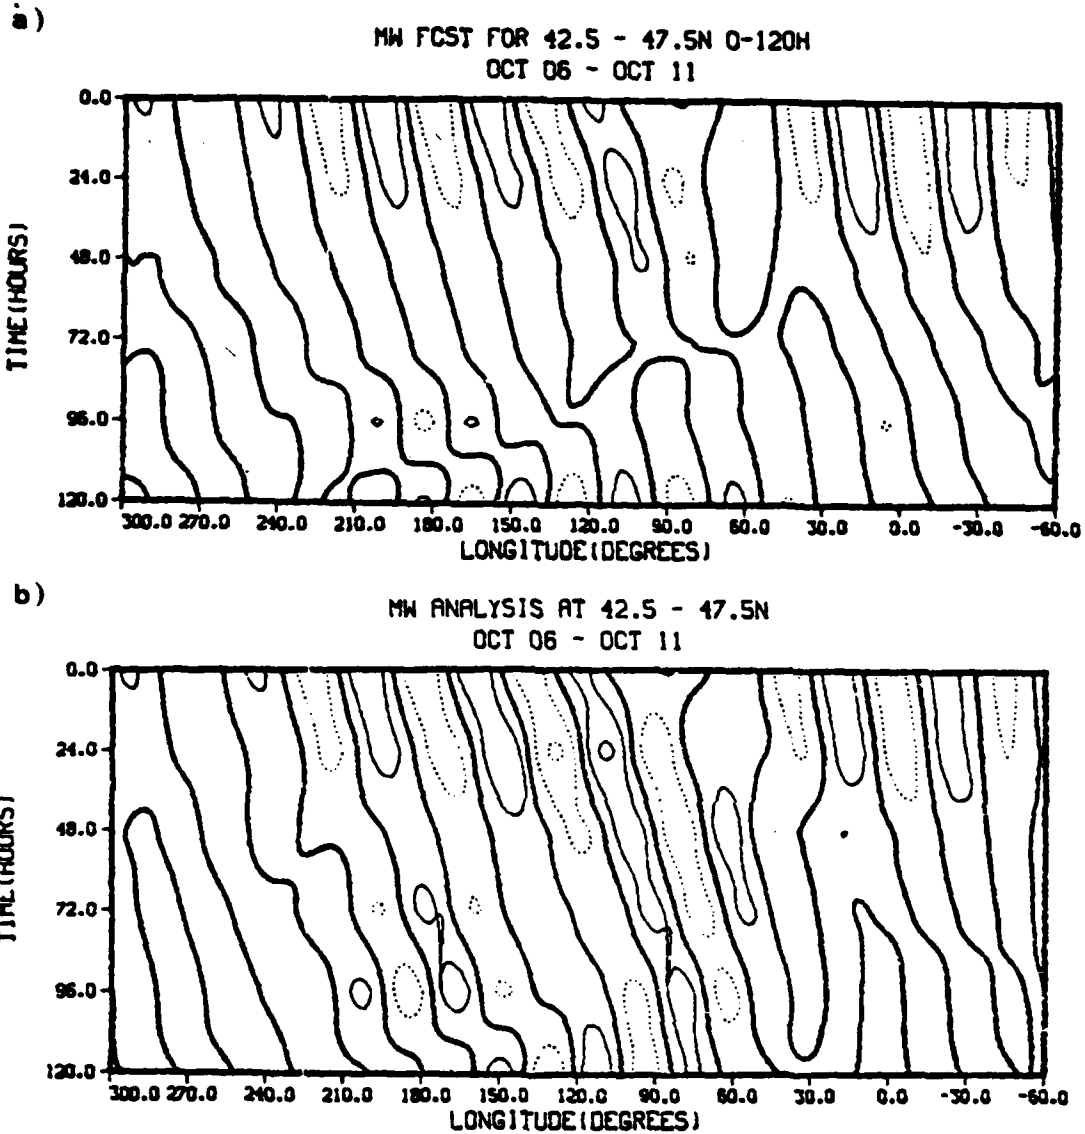 a)
MW FCST FOR 42.5 - 47.5N 0-120H
OCT 06 - OCT 11
0.0
24.0
48.0
72.0
96.0
120.0
TIME(HOURS)
300.0 270.0 240.0 210.0 180.0 150.0 120.0 90.0 60.0 30.0 0.0 -30.0 -60.0
LONGITUDE(DEGREES)
b)
MW ANALYSIS AT 42.5 - 47.5N
OCT 06 - OCT 11
0.0
24.0
48.0
72.0
96.0
120.0
TIME(HOURS)
300.0 270.0 240.0 210.0 180.0 150.0 120.0 90.0 60.0 30.0 0.0 -30.0 -60.0
LONGITUDE(DEGREES)